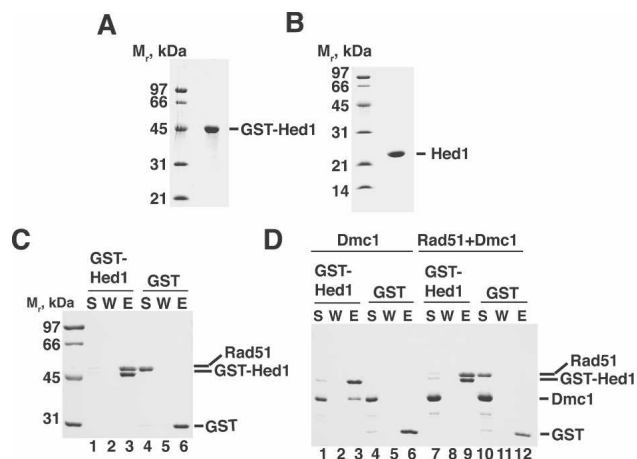 A
M_r, kDa
97
66
45
31
21
GST-Hed1
B
M_r, kDa
97
66
45
31
21
14
Hed1
C
GST-
Hed1
GST
M_r, kDa
S W E S W E
97
66
45
31
Rad51
GST-Hed1
GST
1 2 3 4 5 6
D
Dmc1 Rad51+Dmc1
GST-
Hed1
GST
GST-
Hed1
GST
S W E S W E S W E S W E
Rad51
GST-Hed1
Dmc1
GST
1 2 3 4 5 6 7 8 9 10 11 12